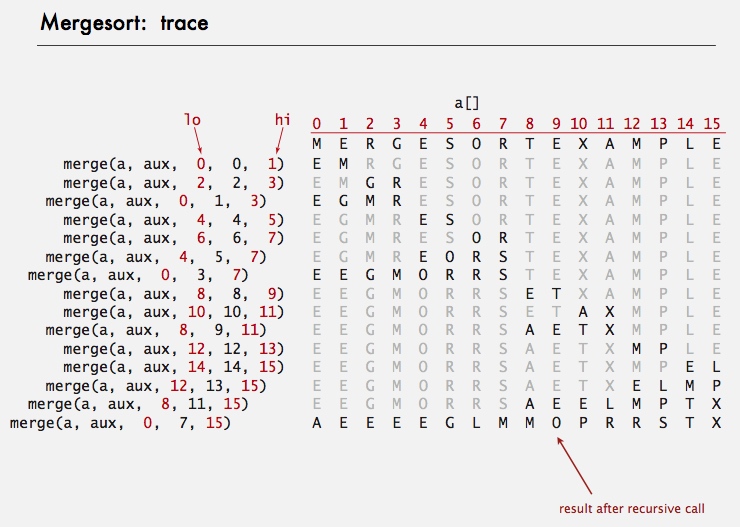 Mergesort: trace
a[]
lo hi 0 1 2 3 4 5 6 7 8 9 10 11 12 13 14 15
M E R G E S O R T E X A M P L E
merge(a, aux, 0, 0, 1) E M R G E S O R T E X A M P L E
merge(a, aux, 2, 2, 3) E M G R E S O R T E X A M P L E
merge(a, aux, 0, 1, 3) E G M R E S O R T E X A M P L E
merge(a, aux, 4, 4, 5) E G M R E S O R T E X A M P L E
merge(a, aux, 6, 6, 7) E G M R E S O R T E X A M P L E
merge(a, aux, 4, 5, 7) E G M R E O R S T E X A M P L E
merge(a, aux, 0, 3, 7) E E G M O R R S T E X A M P L E
merge(a, aux, 8, 8, 9) E E G M O R R S E T X A M P L E
merge(a, aux, 10, 10, 11) E E G M O R R S E T A X M P L E
merge(a, aux, 8, 9, 11) E E G M O R R S A E T X M P L E
merge(a, aux, 12, 12, 13) E E G M O R R S A E T X M P L E
merge(a, aux, 14, 14, 15) E E G M O R R S A E T X M P E L
merge(a, aux, 12, 13, 15) E E G M O R R S A E T X E L M P
merge(a, aux, 8, 11, 15) E E G M O R R S A E E L M P T X
merge(a, aux, 0, 7, 15) A E E E E G L M M O P R R S T X
result after recursive call